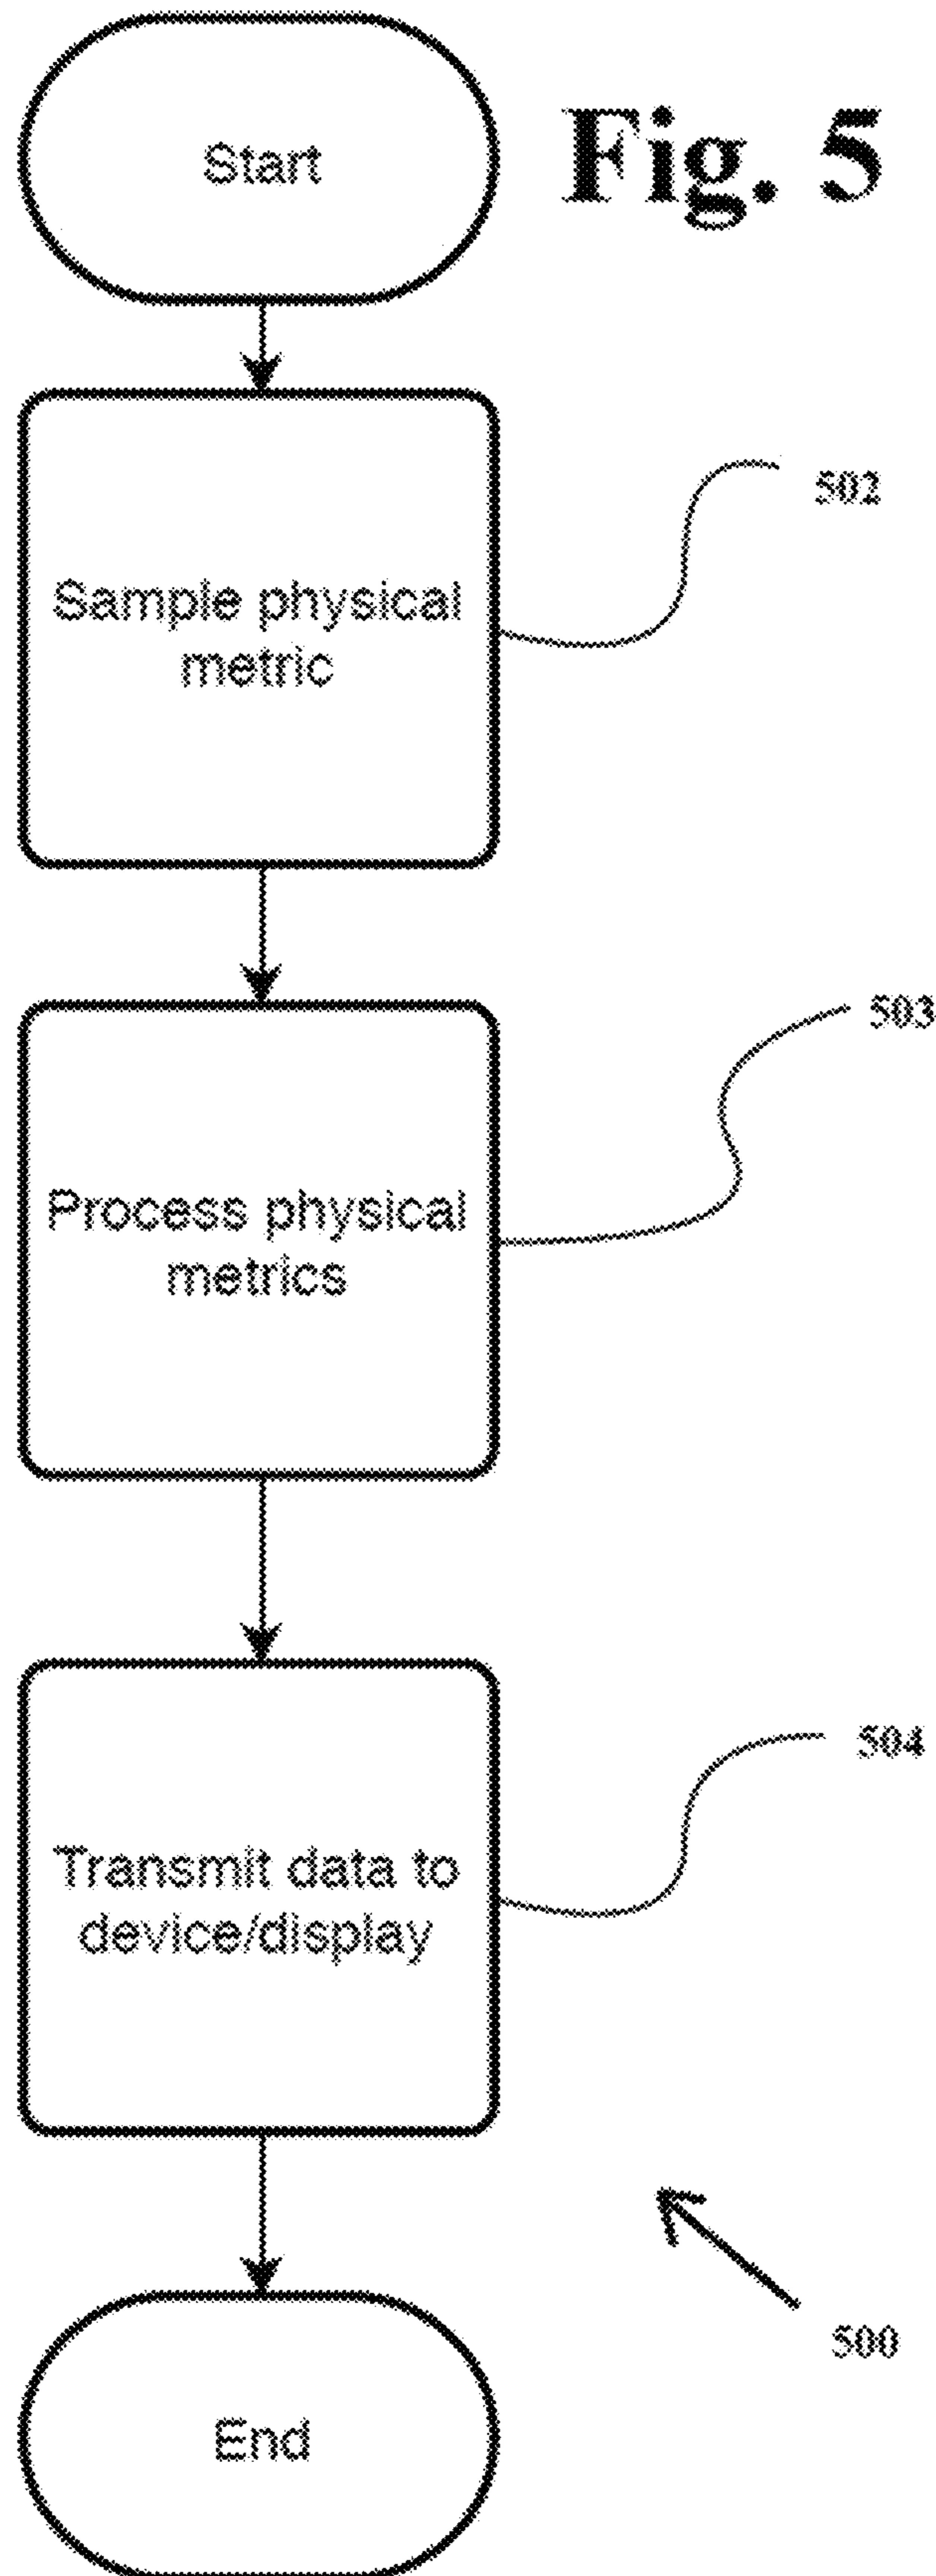 Start
Fig. 5
502
Sample physical
metric
503
Process physical
metrics
504
Transmit data to
device/display
500
End